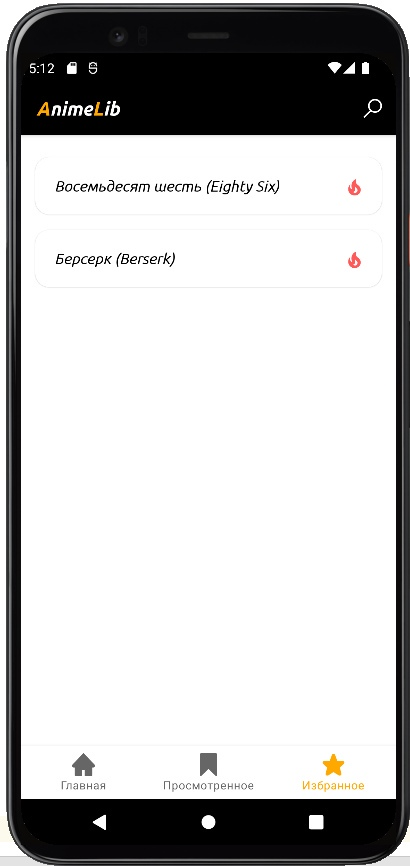 5:12
AnimeLib
Восемьдесят шесть (Eighty Six)
Берсерк (Berserk)
Главная
Просмотренное
Избранное